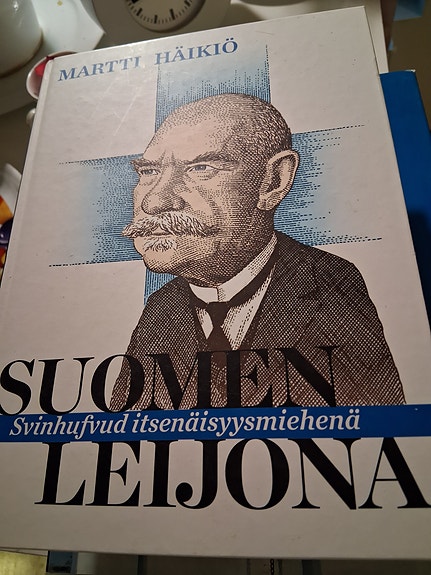 MARTTI HÄIKIÖ
SUOMEN
Svinhufvud itsenäisyysmiehenä
LEIJONA